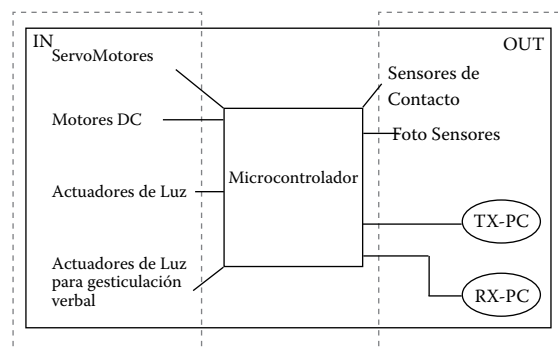 IN
OUT
ServoMotores
Motores DC
Actuadores de Luz
Actuadores de Luz
para gesticulación
verbal
Microcontrolador
Sensores de
Contacto
Foto Sensores
TX-PC
RX-PC